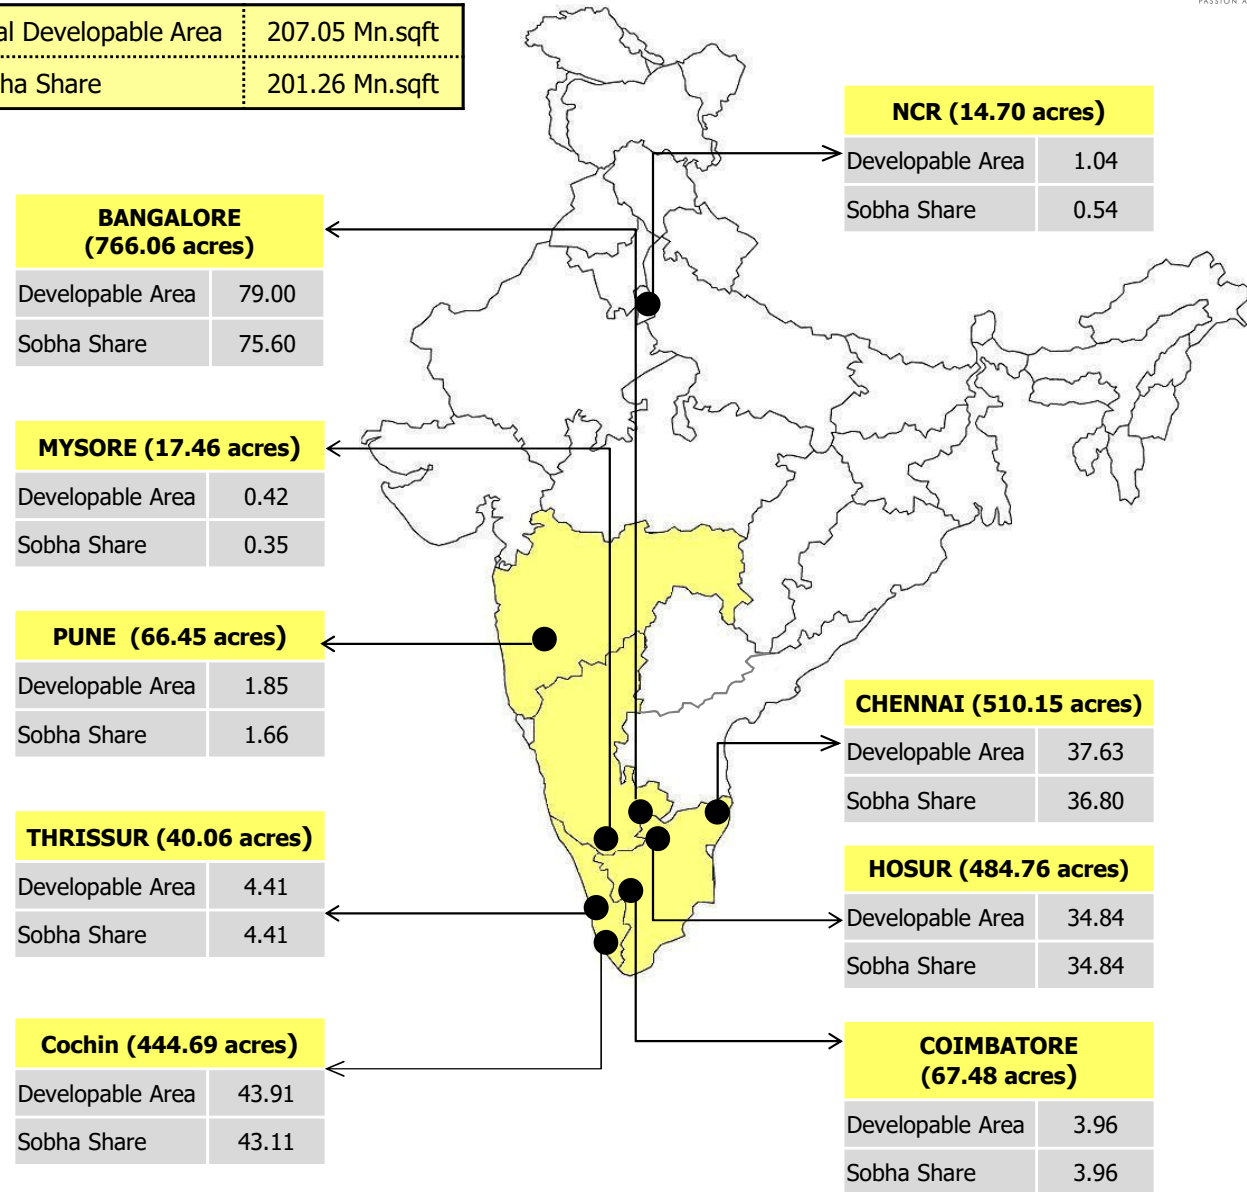 PASSION A
al Developable Area 207.05 Mn.sqft
ha Share 201.26 Mn.sqft
NCR (14.70 acres)
Developable Area 1.04
Sobha Share 0.54
BANGALORE
(766.06 acres)
Developable Area 79.00
Sobha Share 75.60
MYSORE (17.46 acres)
Developable Area 0.42
Sobha Share 0.35
PUNE (66.45 acres)
Developable Area 1.85
Sobha Share 1.66
CHENNAI (510.15 acres)
Developable Area 37.63
Sobha Share 36.80
THRISSUR (40.06 acres)
Developable Area 4.41
Sobha Share 4.41
HOSUR (484.76 acres)
Developable Area 34.84
Sobha Share 34.84
Cochin (444.69 acres)
Developable Area 43.91
Sobha Share 43.11
COIMBATORE
(67.48 acres)
Developable Area 3.96
Sobha Share 3.96